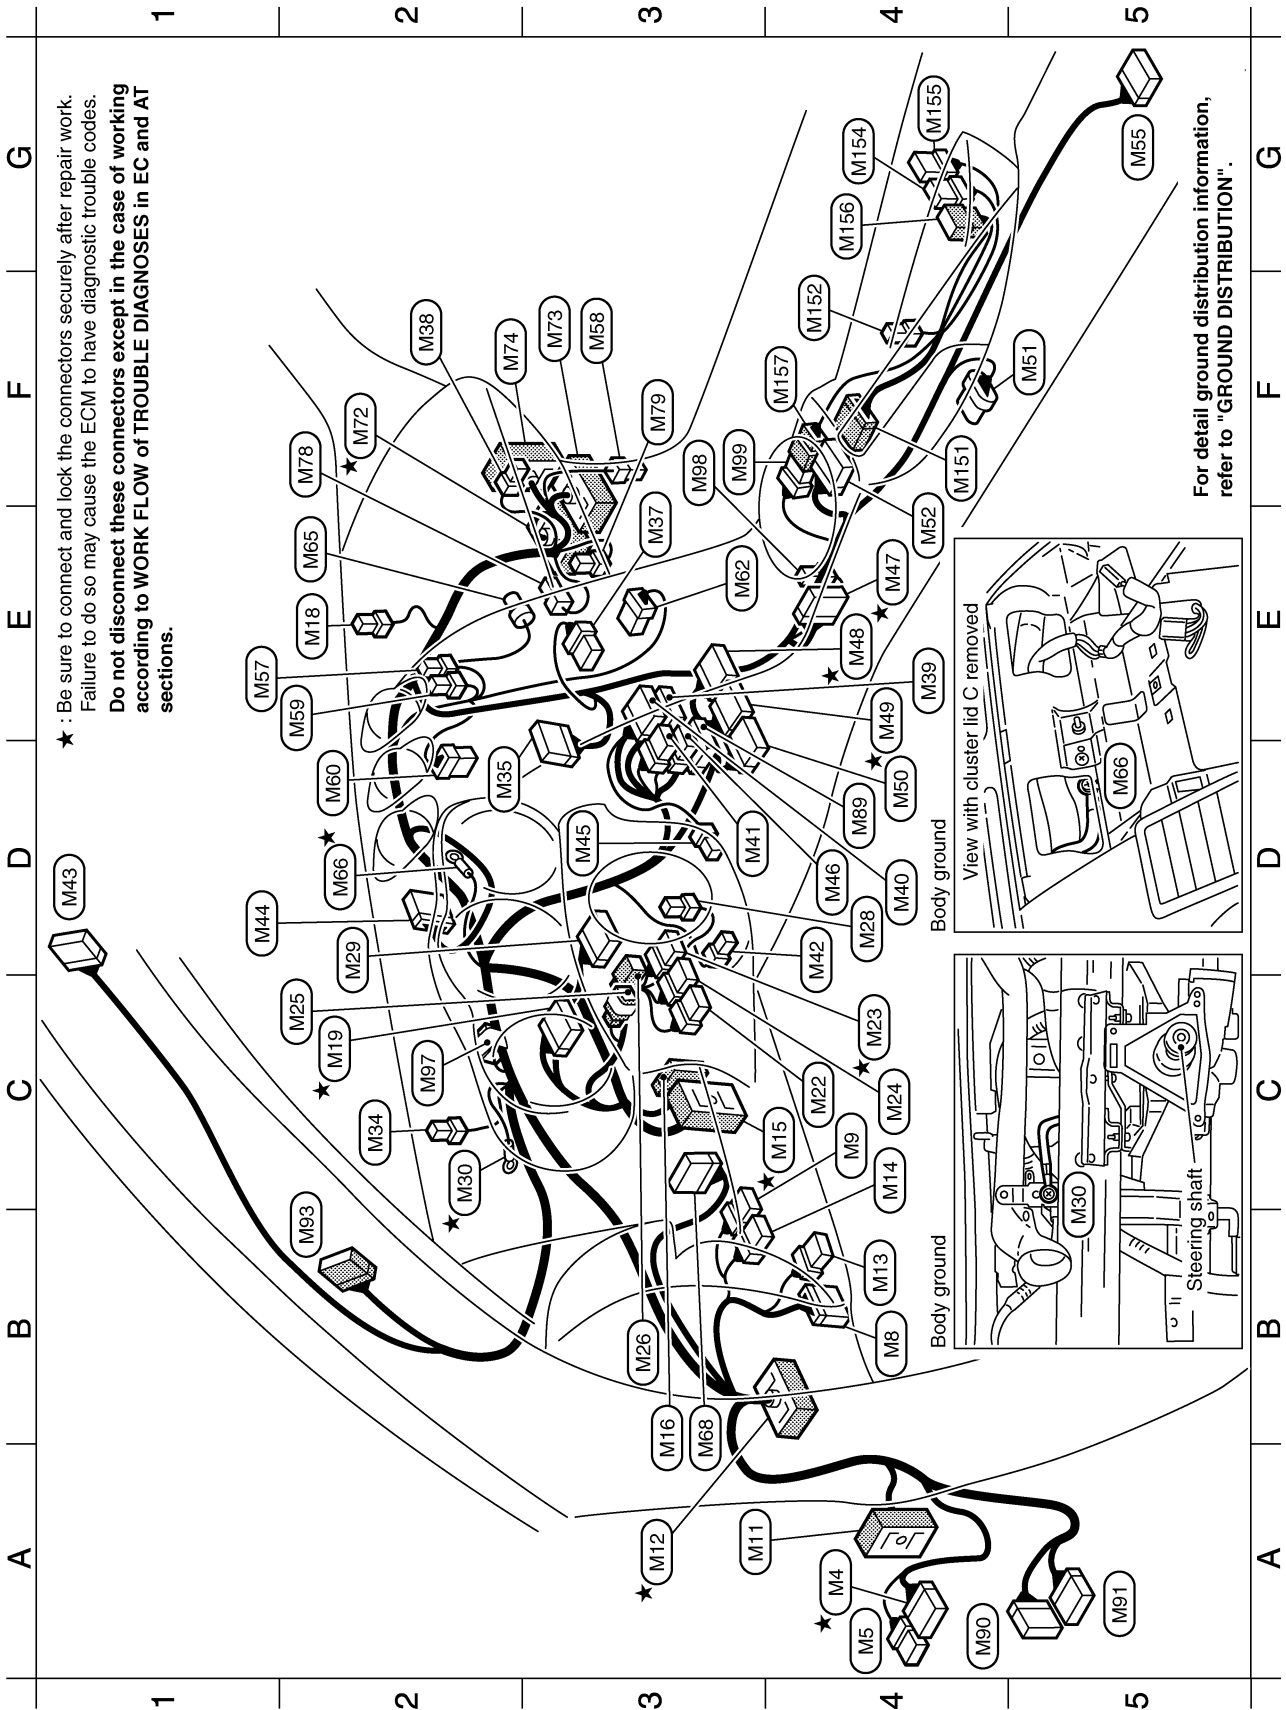 ★ : Be sure to connect and lock the connectors securely after repair work.
Failure to do so may cause the ECM to have diagnostic trouble codes.
Do not disconnect these connectors except in the case of working
according to WORK FLOW of TROUBLE DIAGNOSES in EC and AT
sections.
A
B
C
D
E
F
G
1
2
3
4
5
M43
M93
★ M30
M34
M97
★ M19
M25
M29
M44
★ M66
M60 ★
M59
M57
M18
M65
M78
M72 ★
M38
M74
M73
M58
M79
M37
M62
M35
M45
M98
M99
M157
M152
M156
M154
M155
M55
M51
M151
M52
M47 ★
M48 ★
M39
M49 ★
M50
M89
M41
M46
M40
M28
M42
M23 ★
M24
M22
M15 ★
M9
M14
M13
M8
M26
M16
M68
★ M12
M11
★ M4
M5
M90
M91
Body ground
M30
Steering shaft
Body ground
View with cluster lid C removed
M66
For detail ground distribution information,
refer to "GROUND DISTRIBUTION".
A
B
C
D
E
F
G
1
2
3
4
5